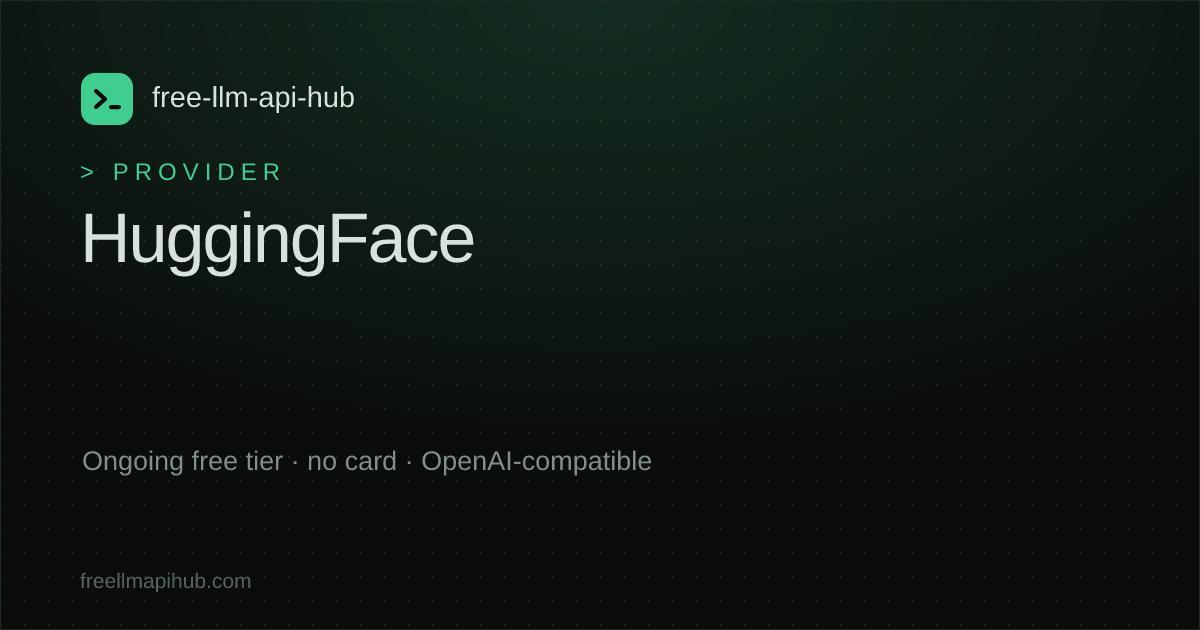 free-llm-api-hub
> PROVIDER
HuggingFace
Ongoing free tier · no card · OpenAI-compatible
freellmapihub.com